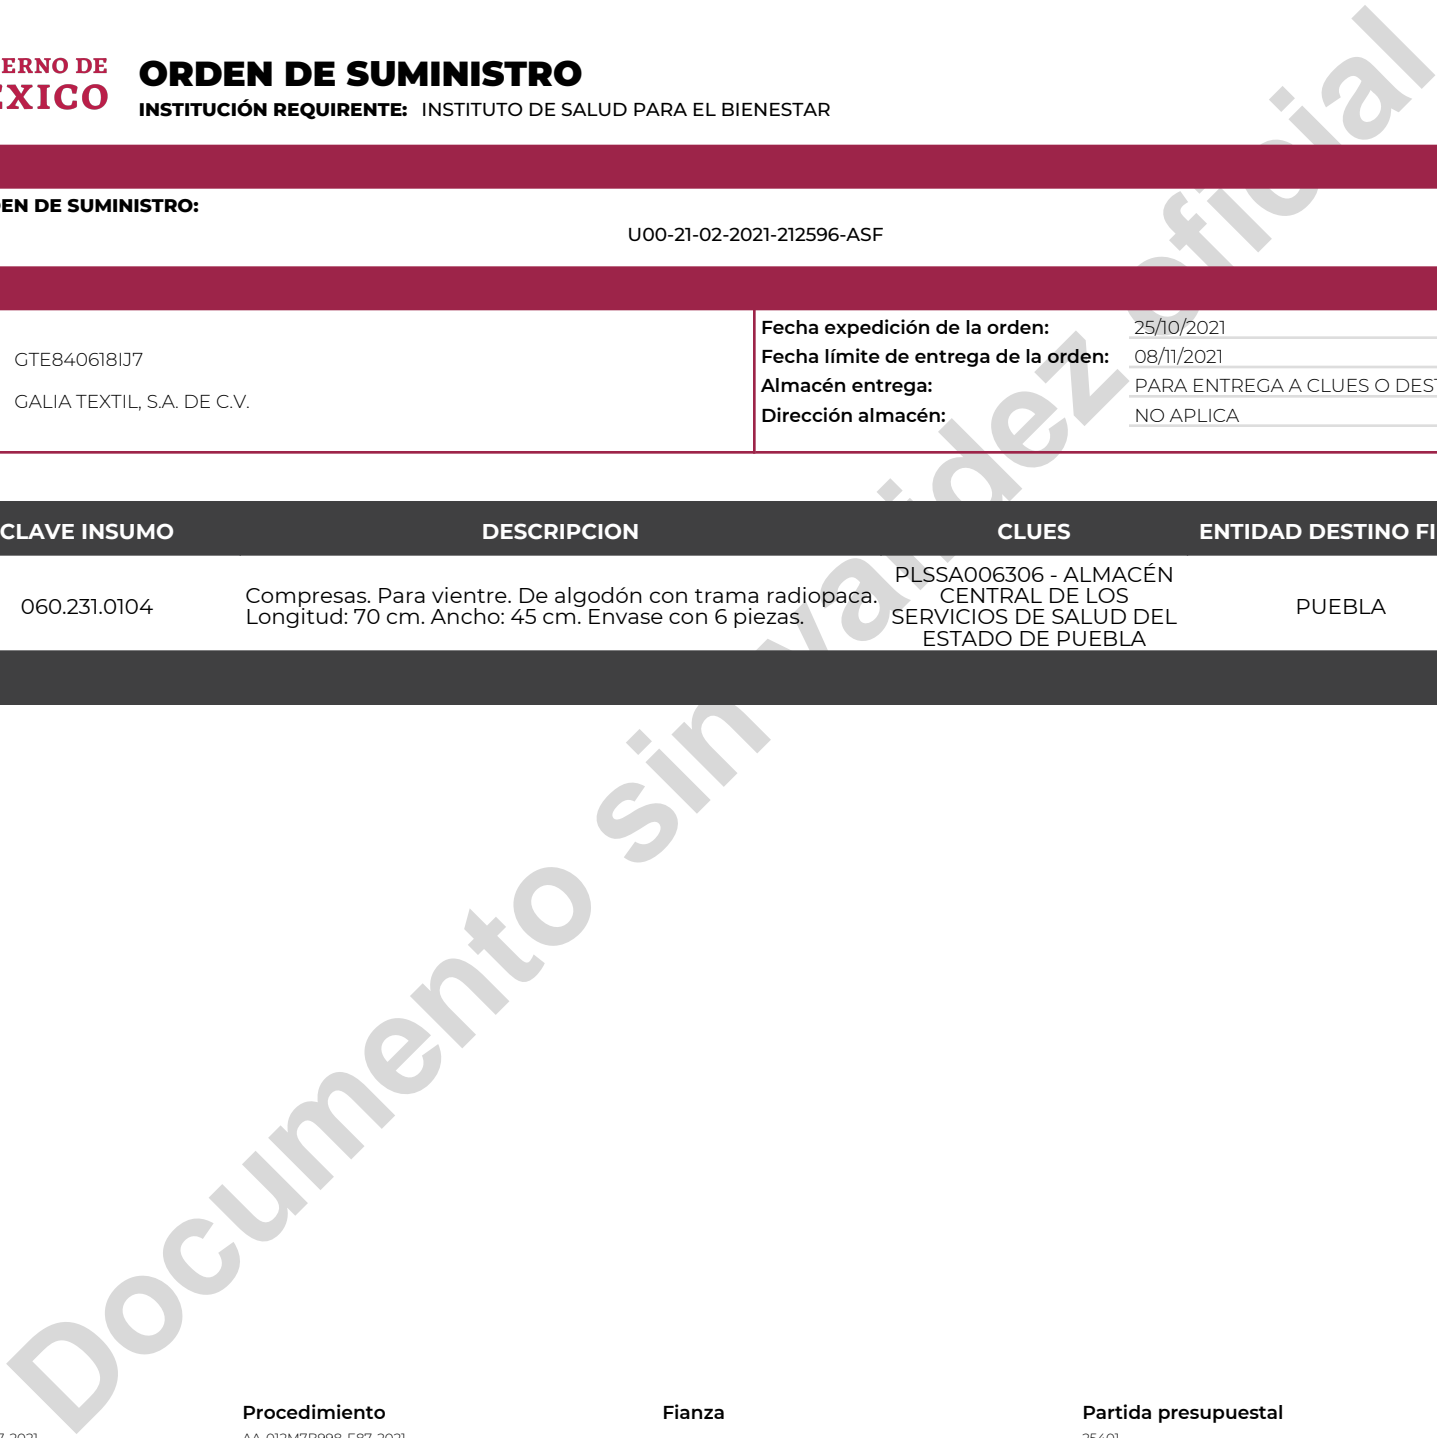 ERNO DE
EXICO
ORDEN DE SUMINISTRO
INSTITUCIÓN REQUIRENTE: INSTITUTO DE SALUD PARA EL BIENESTAR
EN DE SUMINISTRO:
U00-21-02-2021-212596-ASF
GTE840618IJ7
GALIA TEXTIL, S.A. DE C.V.
Fecha expedición de la orden: 25/10/2021
Fecha límite de entrega de la orden: 08/11/2021
Almacén entrega: PARA ENTREGA A CLUES O DEST
Dirección almacén: NO APLICA
CLAVE INSUMO DESCRIPCION CLUES ENTIDAD DESTINO FI
060.231.0104
Compresas. Para vientre. De algodón con trama radiopaca.
Longitud: 70 cm. Ancho: 45 cm. Envase con 6 piezas.
PLSSA006306 - ALMACÉN
CENTRAL DE LOS
SERVICIOS DE SALUD DEL
ESTADO DE PUEBLA
PUEBLA
Documento sin validez oficial
Procedimiento Fianza Partida presupuestal